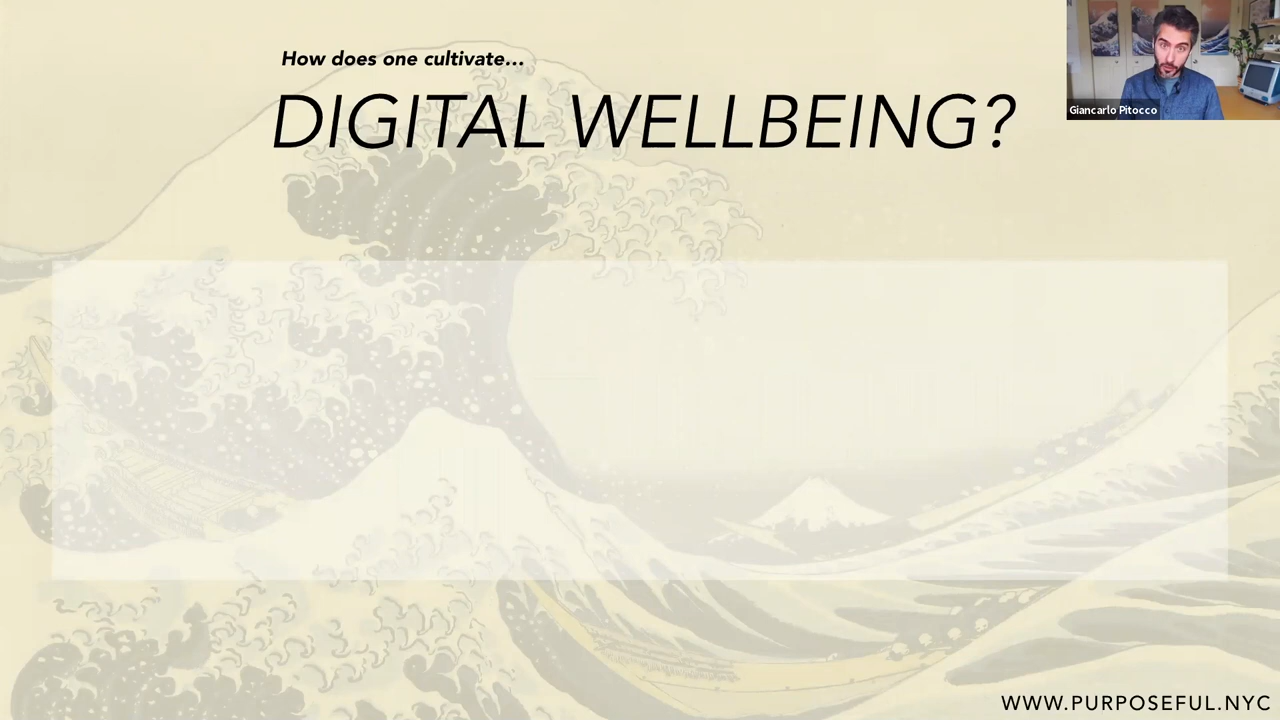 How does one cultivate...
DIGITAL WELLBEING?
Giancarlo Pitocco
WWW.PURPOSEFUL.NYC